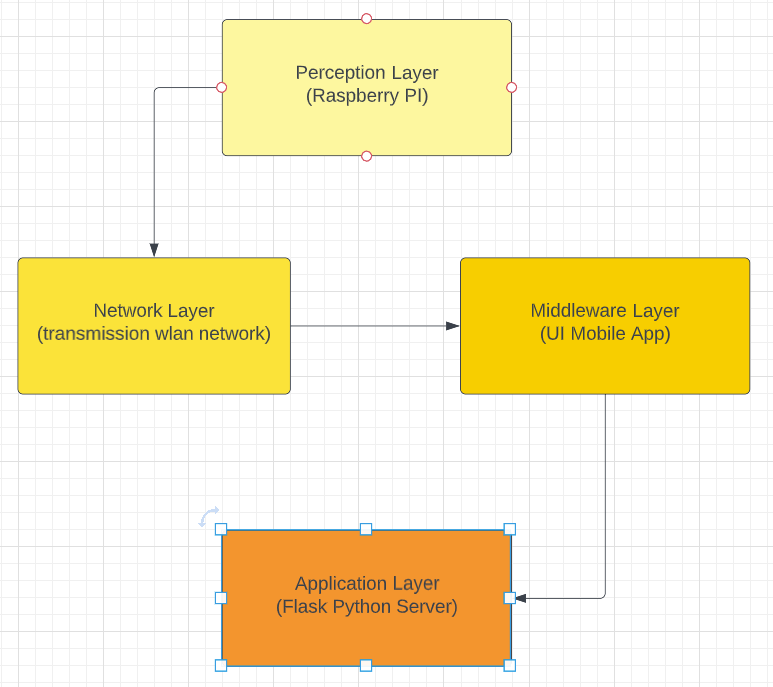 Perception Layer
(Raspberry PI)
Network Layer
(transmission wlan network)
Middleware Layer
(UI Mobile App)
Application Layer
(Flask Python Server)